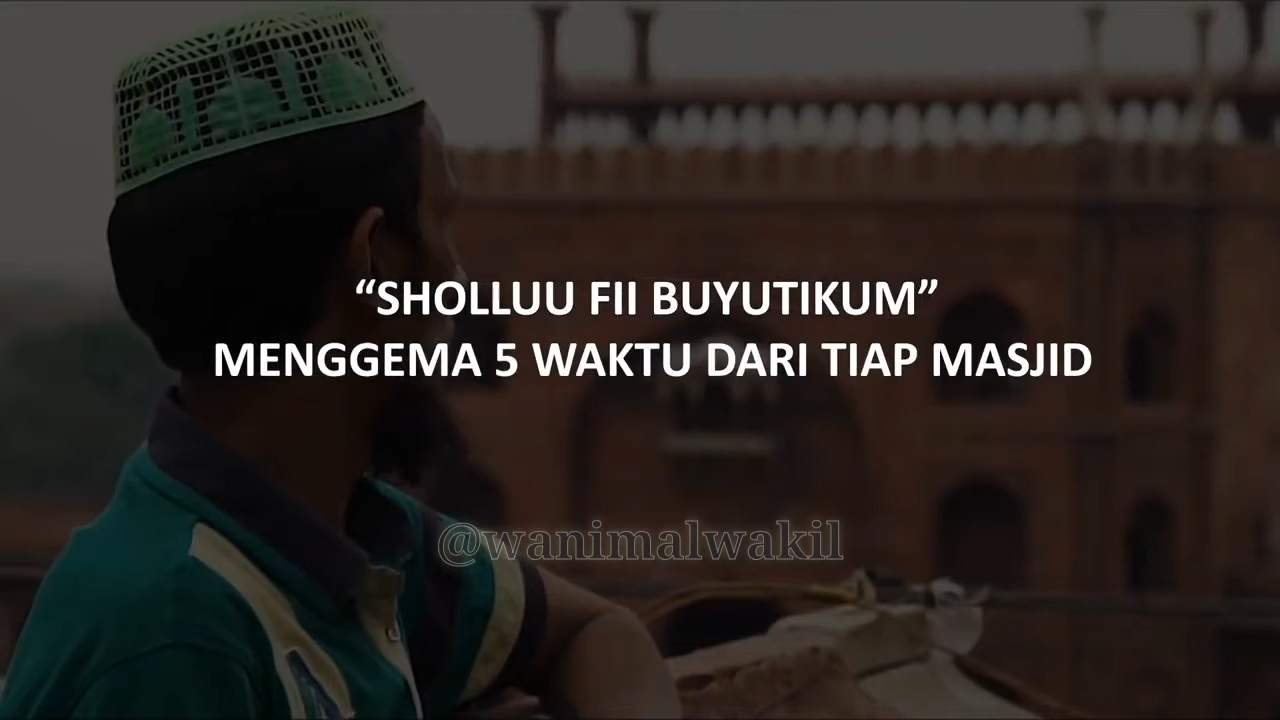 “SHOLLUU FII BUYUTIKUM”
MENGGEMA 5 WAKTU DARI TIAP MASJID
@wanimalwakil